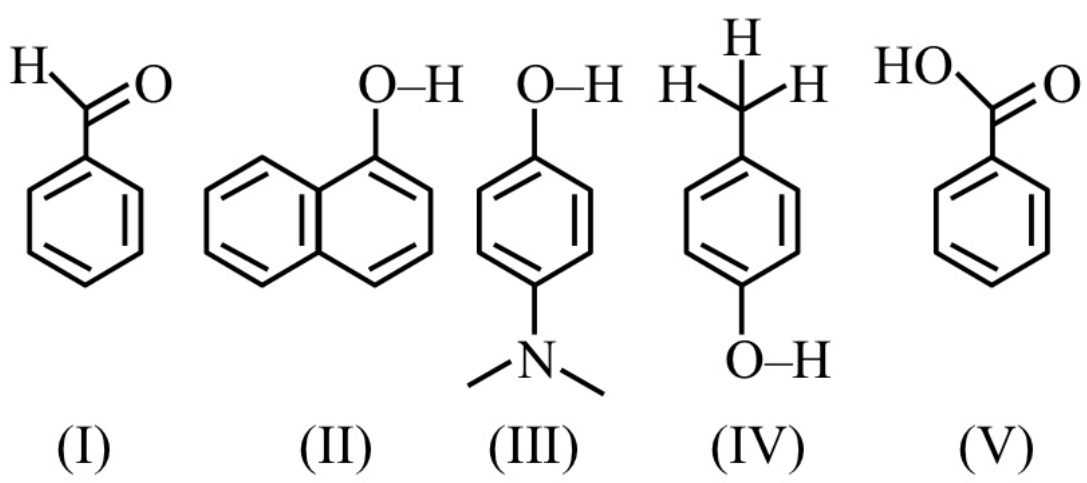 H O O–H O–H H H H HO O
N O–H
(I) (II) (III) (IV) (V)